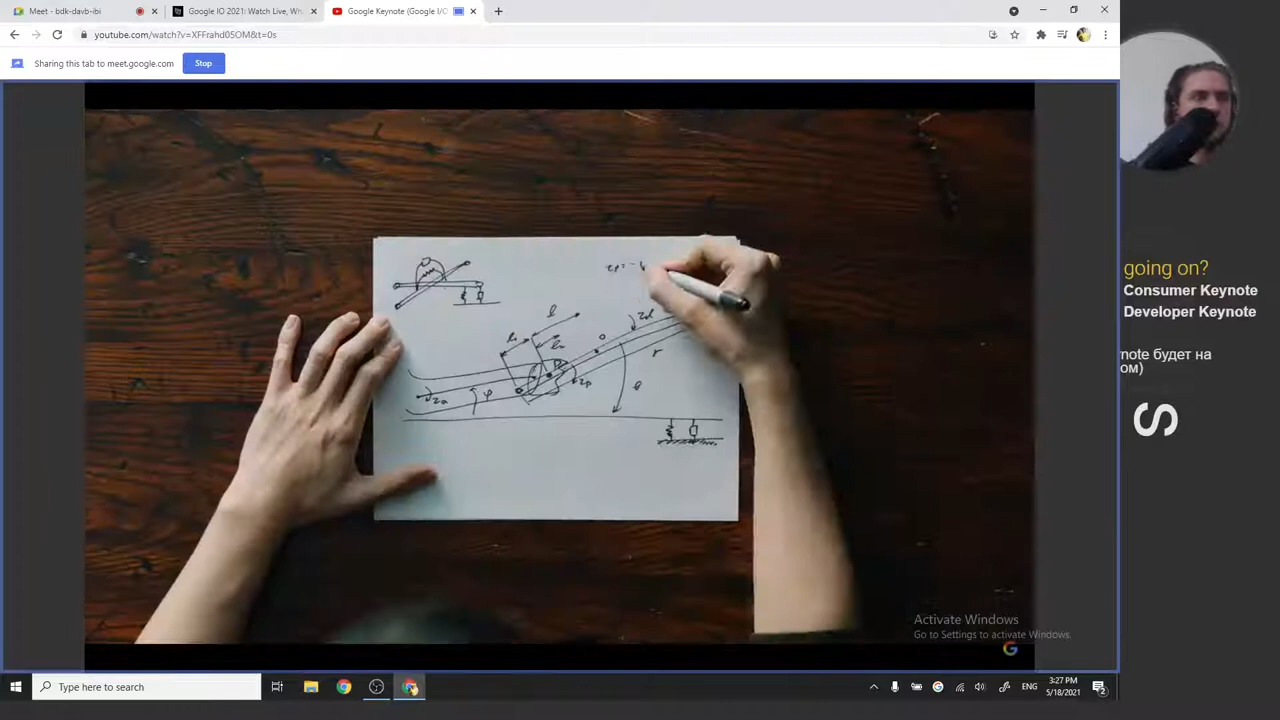 Meet - bdk-davb-ibi
Google IO 2021: Watch Live, Wha
Google Keynote (Google I/O
youtube.com/watch?v=XFFrahd05OM&t=0s
Sharing this tab to meet.google.com
Stop
going on?
Consumer Keynote
Developer Keynote
note будет на
ом)
S
l
φ
r
Activate Windows
Go to Settings to activate Windows.
G
Type here to search
ENG
3:27 PM
5/18/2021
2